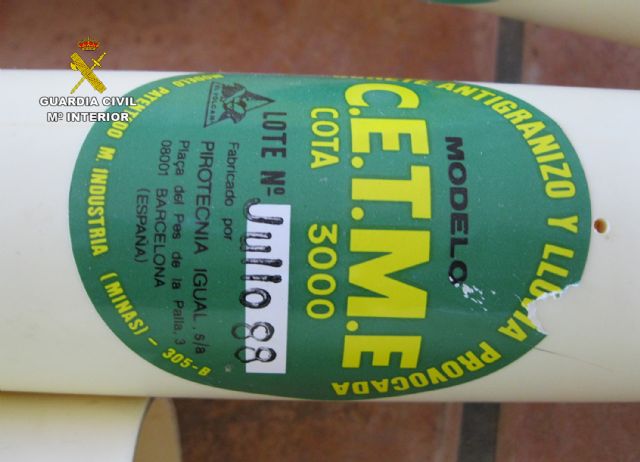 GUARDIA CIVIL
Mº INTERIOR
COHETE ANTIGRANIZO Y LLUVIA PROVOCADA
MODELO
C.E.T.M.E
COTA 3000
LOTE Nº Julio 88
Fabricado por
PIROTECNIA IGUAL, s/a
Plaça del Pes de la Palla, 3
08001 BARCELONA
(ESPAÑA)
MODELO PATENTADO M. INDUSTRIA (MINAS) - 305-B